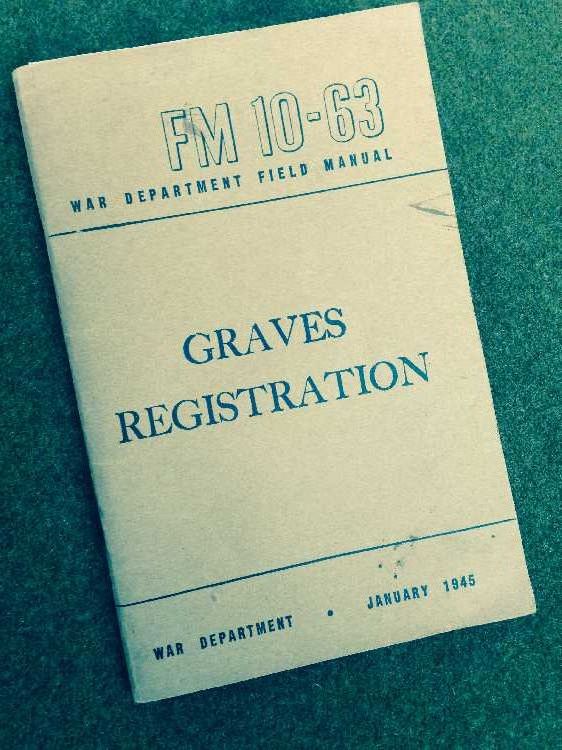 FM 10-63
WAR DEPARTMENT FIELD MANUAL
GRAVES
REGISTRATION
WAR DEPARTMENT • JANUARY 1945